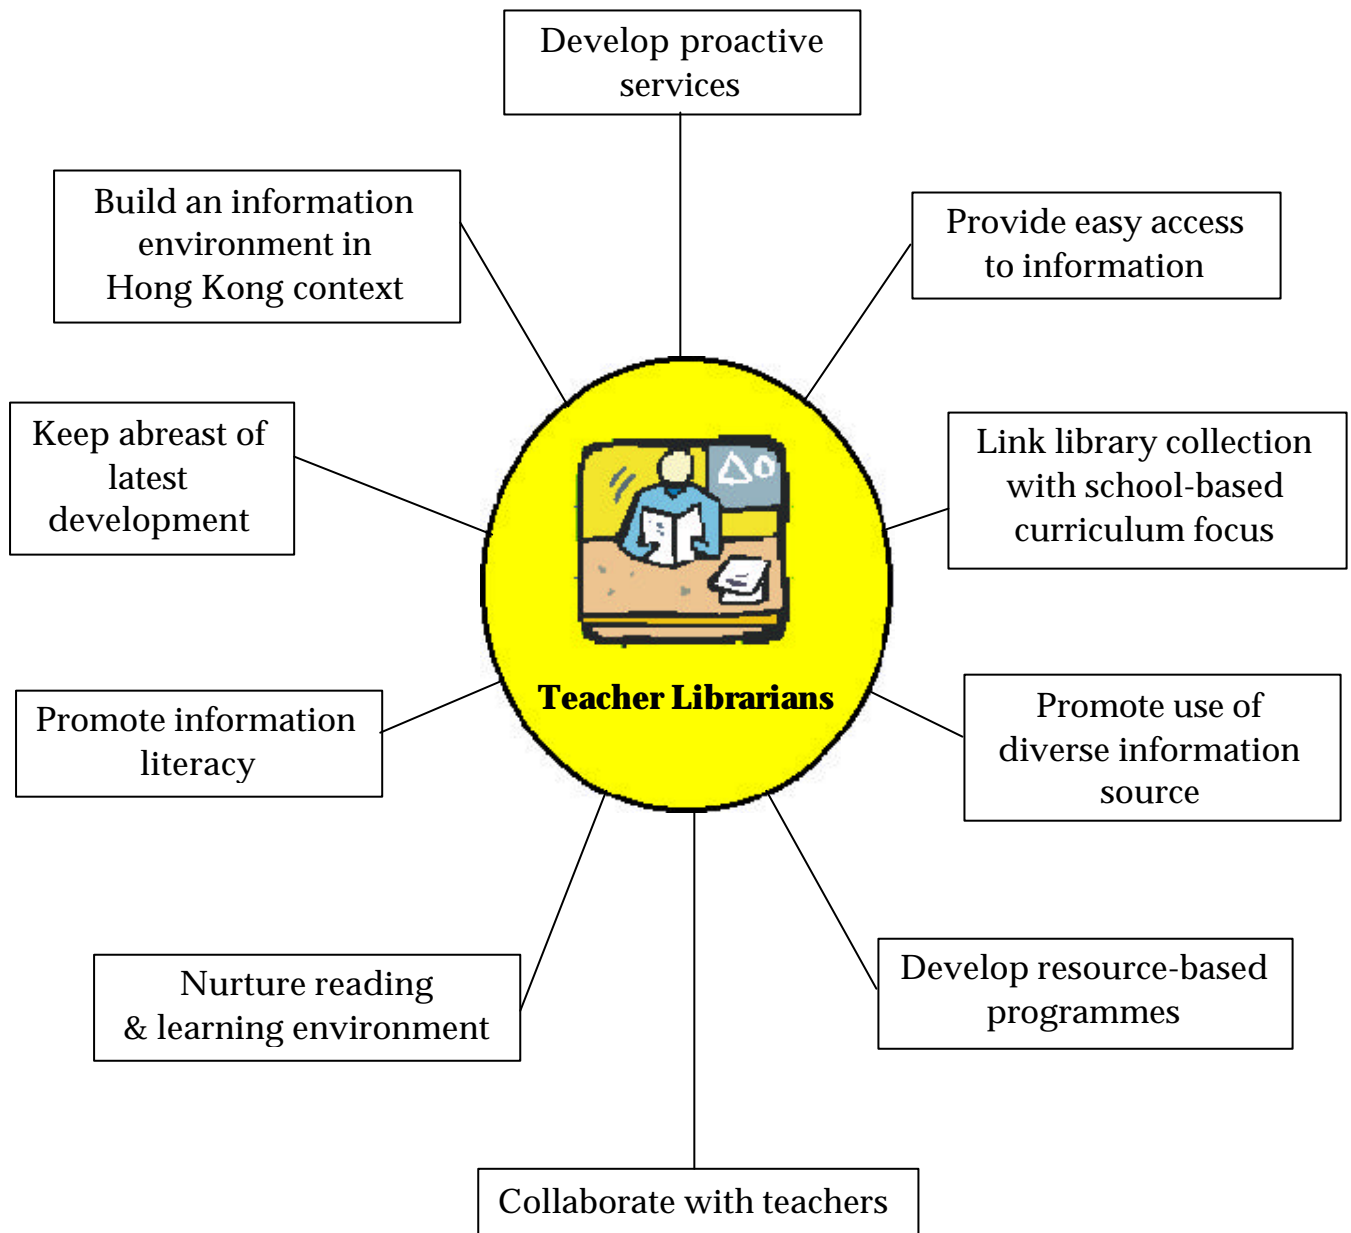 Develop proactive
services
Build an information
environment in
Hong Kong context
Provide easy access
to information
Keep abreast of
latest
development
Link library collection
with school-based
curriculum focus
Teacher Librarians
Promote information
literacy
Promote use of
diverse information
source
Nurture reading
& learning environment
Develop resource-based
programmes
Collaborate with teachers